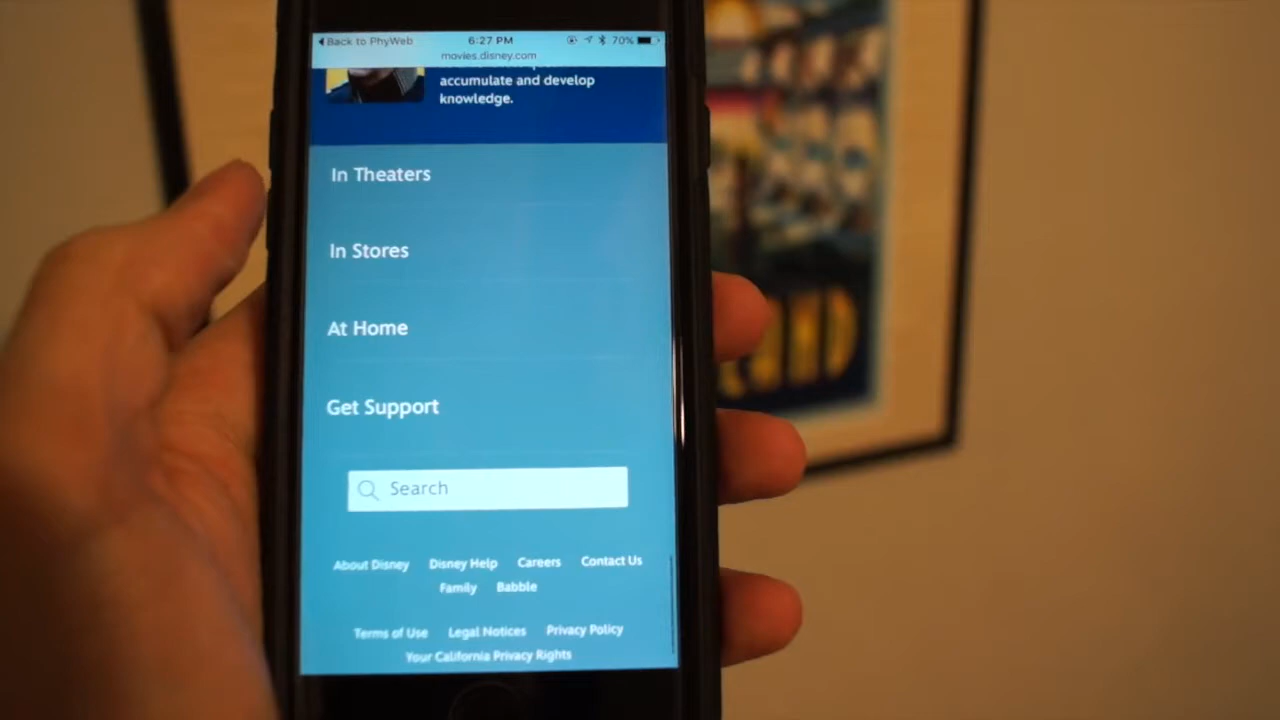 Back to PhyWeb 6:27 PM 70%
movies.disney.com
accumulate and develop
knowledge.
In Theaters
In Stores
At Home
Get Support
Search
About Disney Disney Help Careers Contact Us
Family Babble
Terms of Use Legal Notices Privacy Policy
Your California Privacy Rights